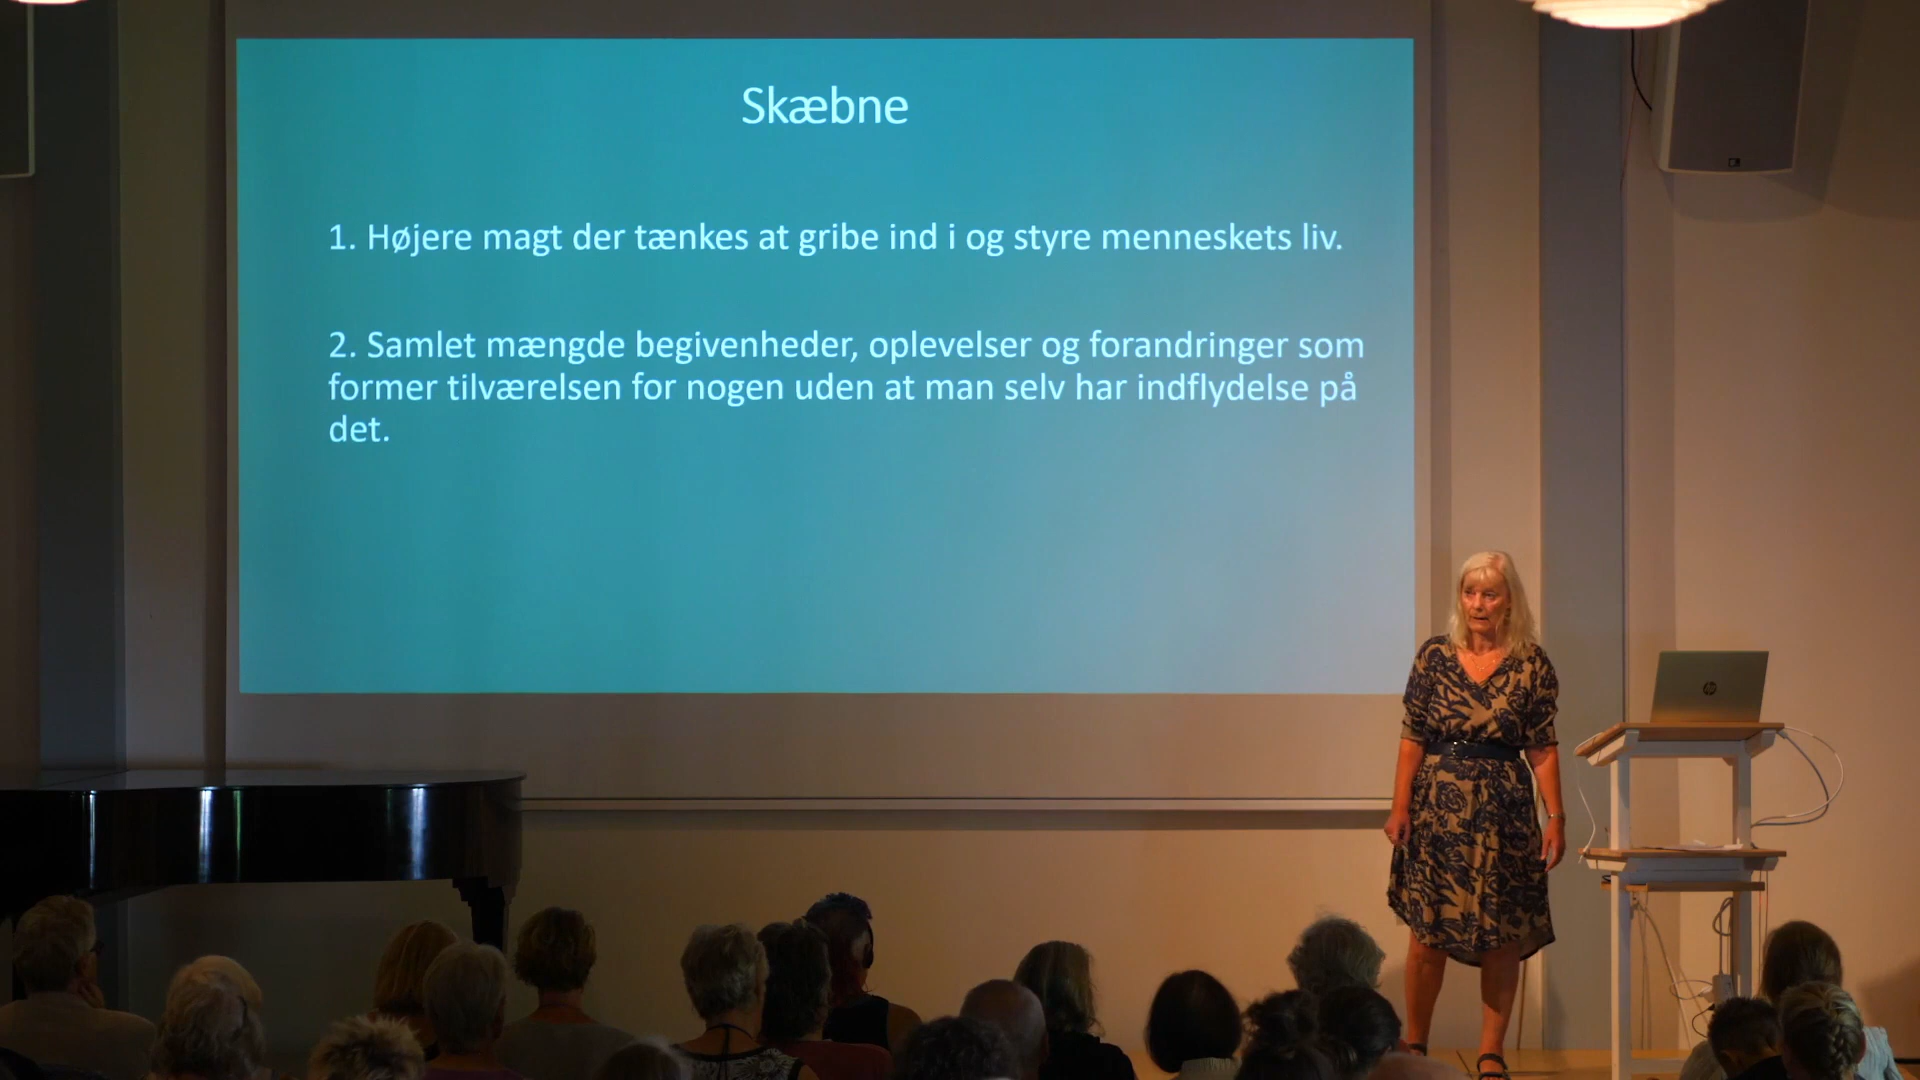 Skæbne
1. Højere magt der tænkes at gribe ind i og styre menneskets liv.
2. Samlet mængde begivenheder, oplevelser og forandringer som
former tilværelsen for nogen uden at man selv har indflydelse på
det.
hp